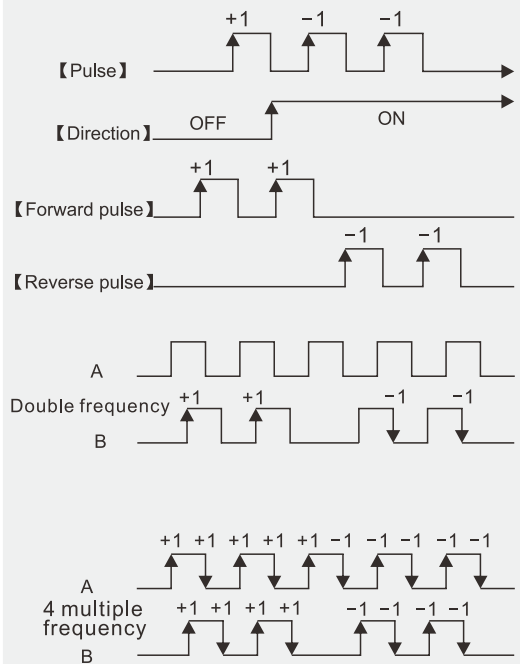 +1 -1 -1
【Pulse】
OFF ON
【Direction】
+1 +1
【Forward pulse】
-1 -1
【Reverse pulse】
A
Double frequency +1 +1 -1 -1
B
+1 +1 +1 +1 +1 -1 -1 -1 -1 -1
A
4 multiple
frequency
+1 +1 +1 +1 -1 -1 -1 -1
B